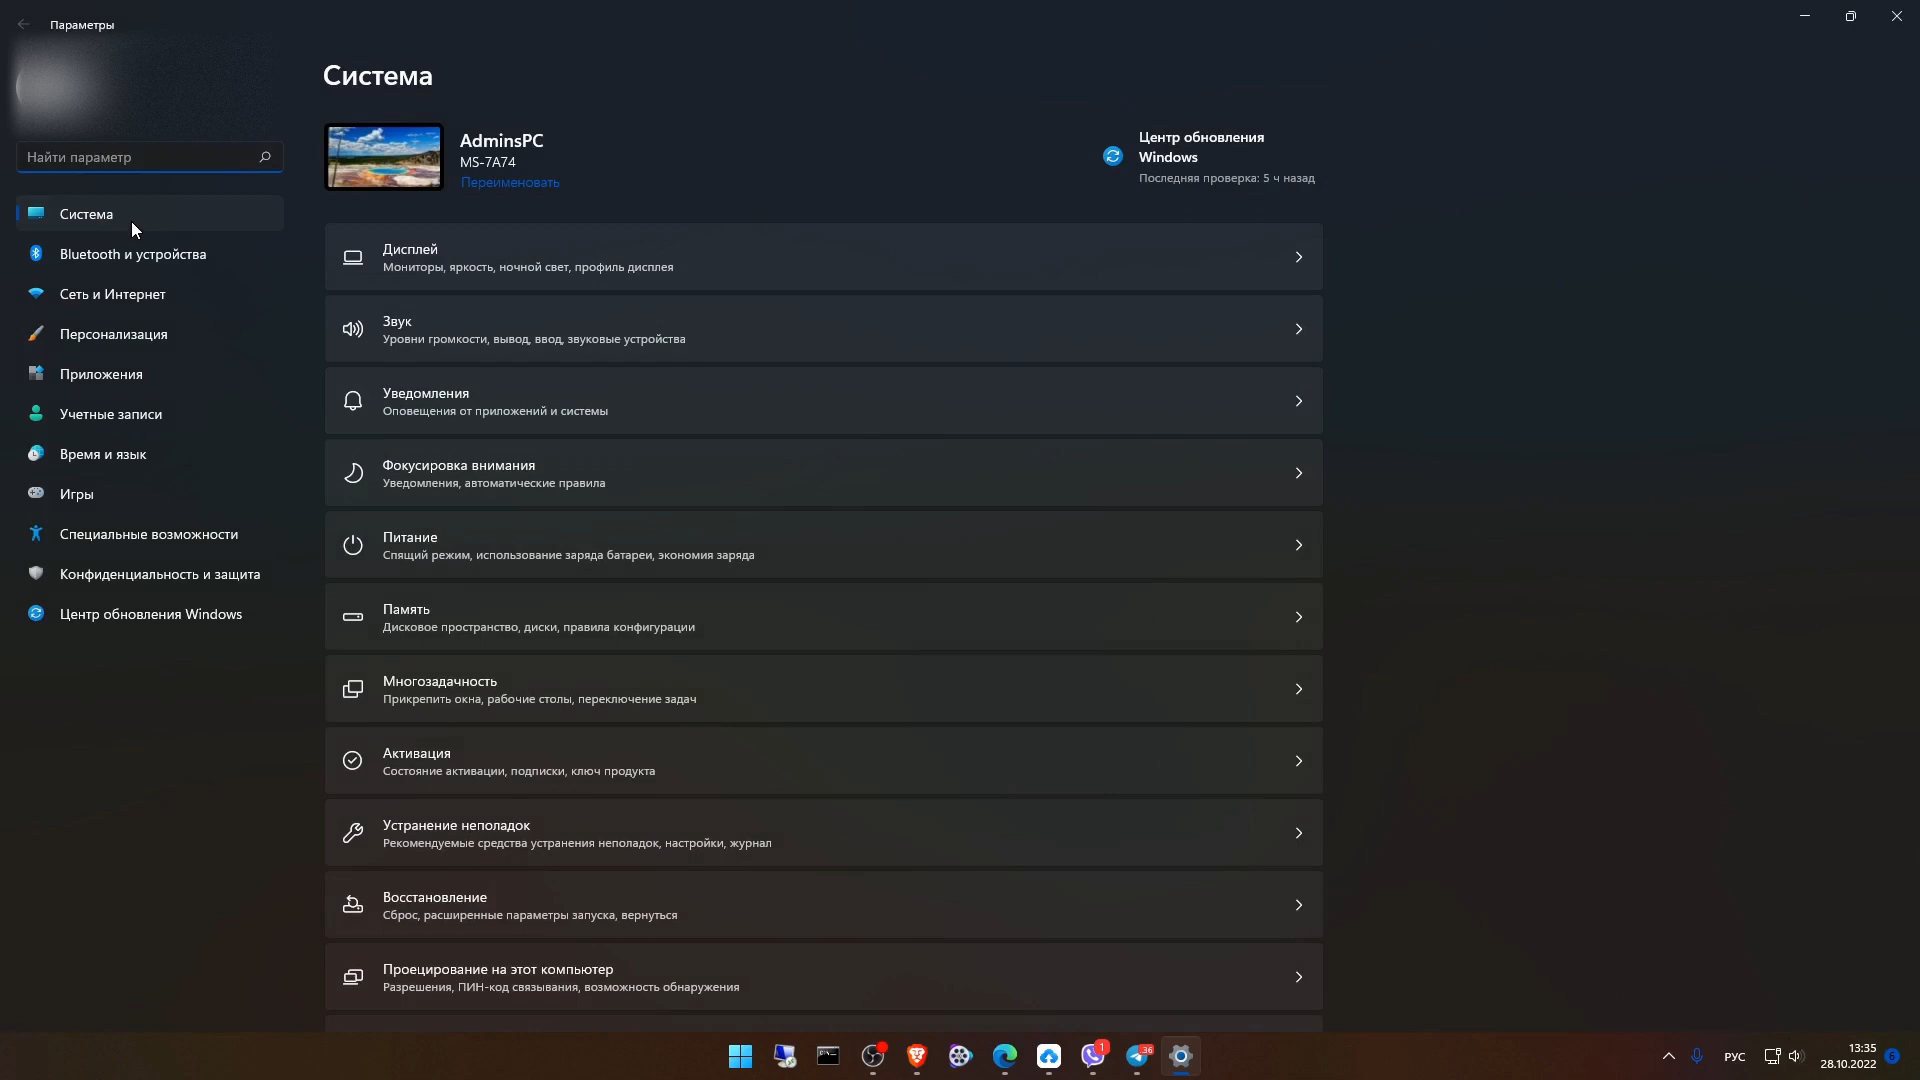 Параметры
Найти параметр
Система
Bluetooth и устройства
Сеть и Интернет
Персонализация
Приложения
Учетные записи
Время и язык
Игры
Специальные возможности
Конфиденциальность и защита
Центр обновления Windows
Система
AdminsPC
MS-7A74
Переименовать
Центр обновления
Windows
Последняя проверка: 5 ч назад
Дисплей
Мониторы, яркость, ночной свет, профиль дисплея
Звук
Уровни громкости, вывод, ввод, звуковые устройства
Уведомления
Оповещения от приложений и системы
Фокусировка внимания
Уведомления, автоматические правила
Питание
Спящий режим, использование заряда батареи, экономия заряда
Память
Дисковое пространство, диски, правила конфигурации
Многозадачность
Прикрепить окна, рабочие столы, переключение задач
Активация
Состояние активации, подписки, ключ продукта
Устранение неполадок
Рекомендуемые средства устранения неполадок, настройки, журнал
Восстановление
Сброс, расширенные параметры запуска, вернуться
Проецирование на этот компьютер
Разрешения, ПИН-код связывания, возможность обнаружения
1
36
РУС
13:35
28.10.2022
6